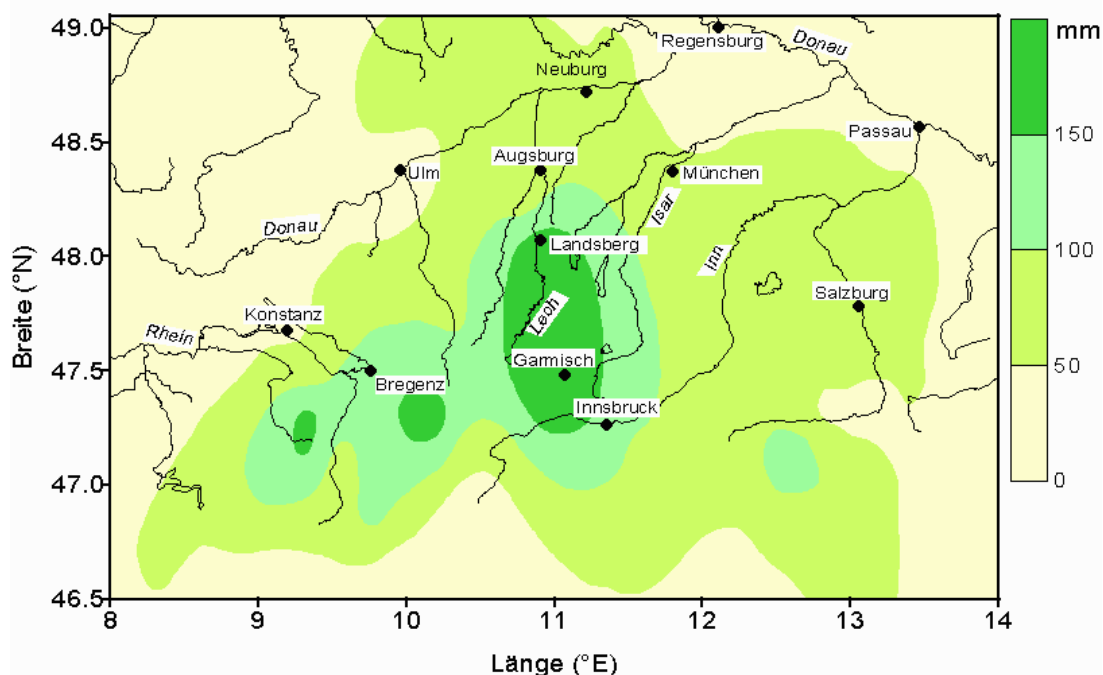 49.0
48.5
48.0
47.5
47.0
46.5
Breite (°N)
8
9
10
11
12
13
14
Länge (°E)
Regensburg
Donau
Neuburg
Passau
Augsburg
München
Ulm
Isar
Donau
Landsberg
Inn
Salzburg
Konstanz
Lech
Rhein
Garmisch
Bregenz
Innsbruck
mm
150
100
50
0